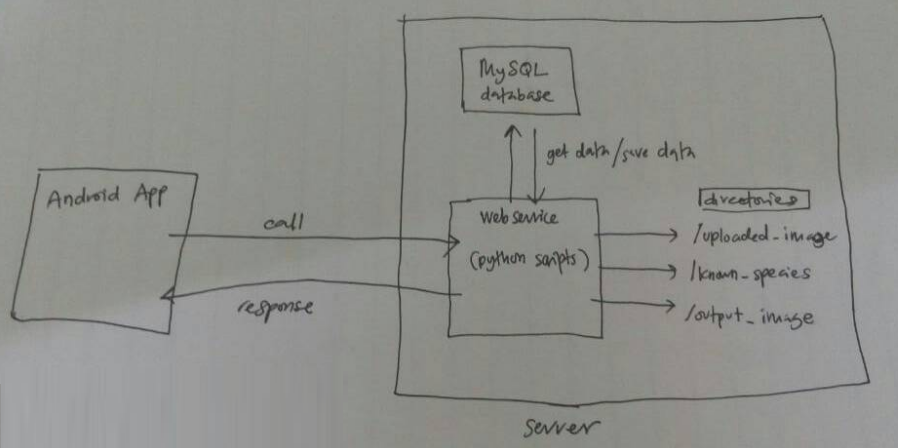 MySQL
database
get data/save data
Android App
call
response
Web service
(python scripts)
directories
/uploaded_image
/known_species
/output_image
server